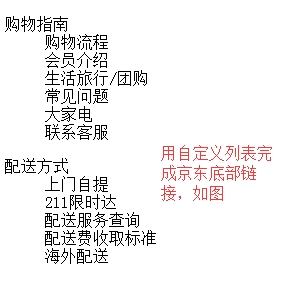 购物指南
购物流程
会员介绍
生活旅行/团购
常见问题
大家电
联系客服
配送方式
上门自提
211限时达
配送服务查询
配送费收取标准
海外配送
用自定义列表完
成京东底部链
接，如图